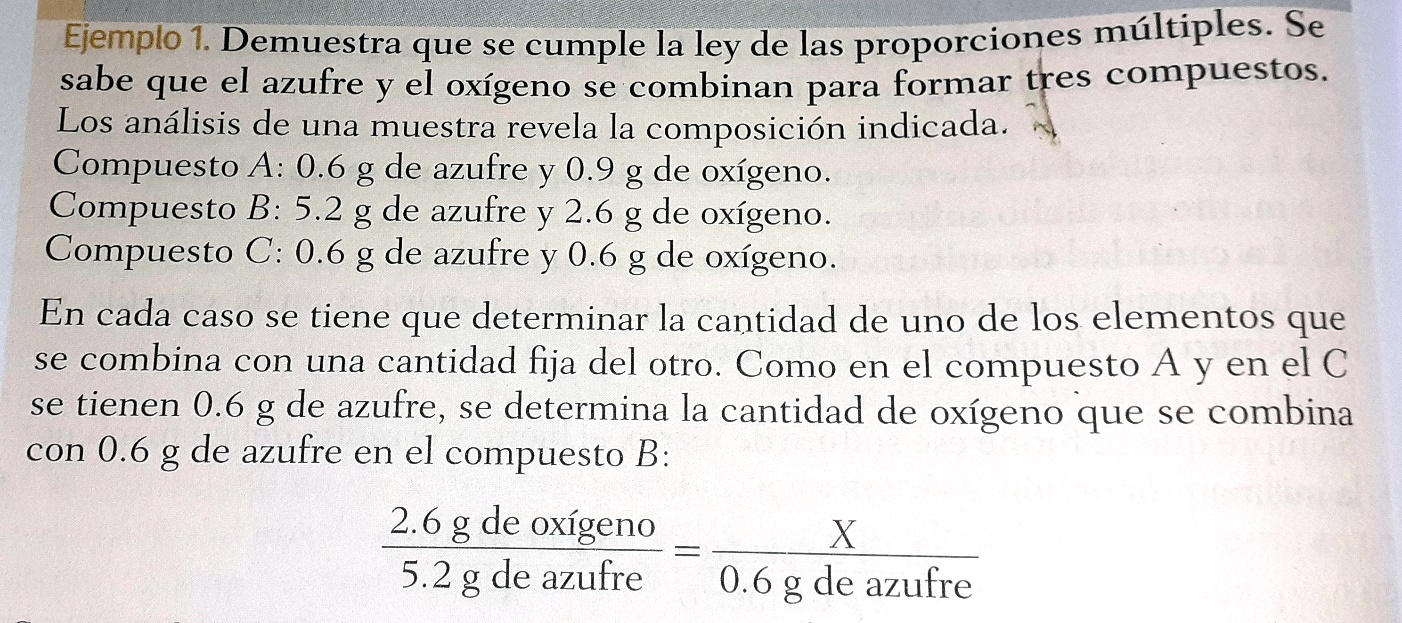 Ejemplo 1. Demuestra que se cumple la ley de las proporciones múltiples. Se
sabe que el azufre y el oxígeno se combinan para formar tres compuestos.
Los análisis de una muestra revela la composición indicada.
Compuesto A: 0.6 g de azufre y 0.9 g de oxígeno.
Compuesto B: 5.2 g de azufre y 2.6 g de oxígeno.
Compuesto C: 0.6 g de azufre y 0.6 g de oxígeno.
En cada caso se tiene que determinar la cantidad de uno de los elementos que
se combina con una cantidad fija del otro. Como en el compuesto A y en el C
se tienen 0.6 g de azufre, se determina la cantidad de oxígeno que se combina
con 0.6 g de azufre en el compuesto B:
2.6 g de oxígeno
5.2 g de azufre
=
X
0.6 g de azufre